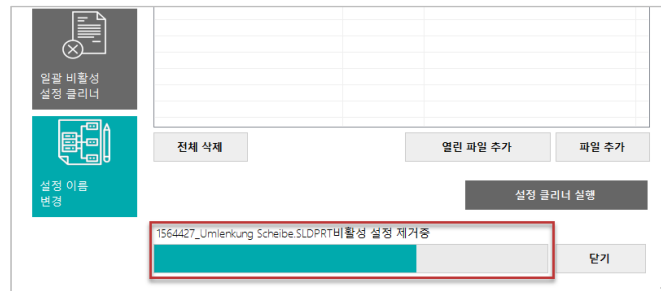 일괄 비활성
설정 클리너
전체 삭제
열린 파일 추가
파일 추가
설정 이름
변경
설정 클리너 실행
1564427_Umlenkung Scheibe.SLDPRT비활성 설정 제거중
닫기